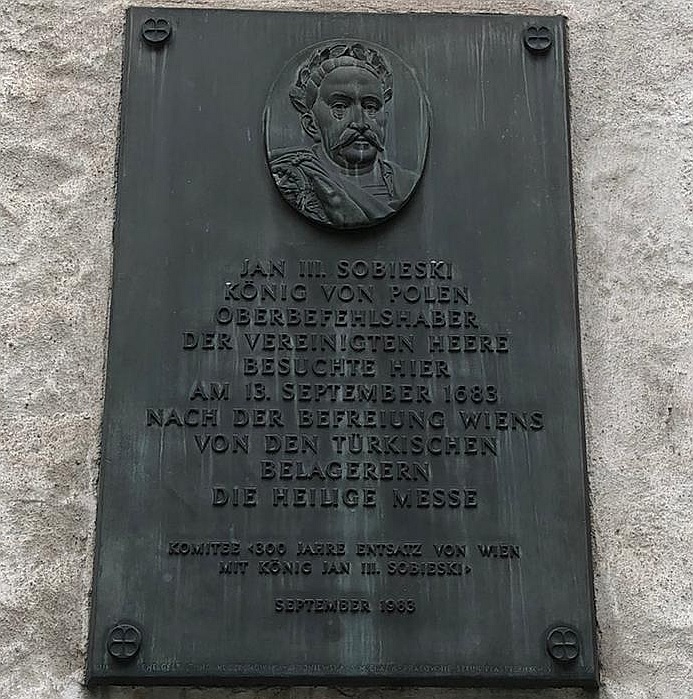 JAN III. SOBIESKI
KÖNIG VON POLEN
OBERBEFEHLSHABER
DER VEREINIGTEN HEERE
BESUCHTE HIER
AM 13. SEPTEMBER 1683
NACH DER BEFREIUNG WIENS
VON DEN TÜRKISCHEN
BELAGERERN
DIE HEILIGE MESSE
KOMITEE <300 JAHRE ENTSATZ VON WIEN
MIT KÖNIG JAN III. SOBIESKI>
SEPTEMBER 1983